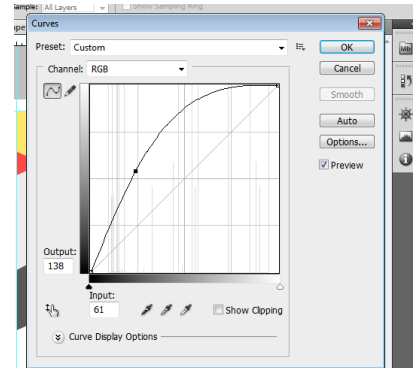 Sample: All Layers Show Sampling Ring
Curves
Preset: Custom OK
Channel: RGB Cancel
Smooth
Auto
Options...
Preview
Output:
138
Input:
61 Show Clipping
Curve Display Options
Mb